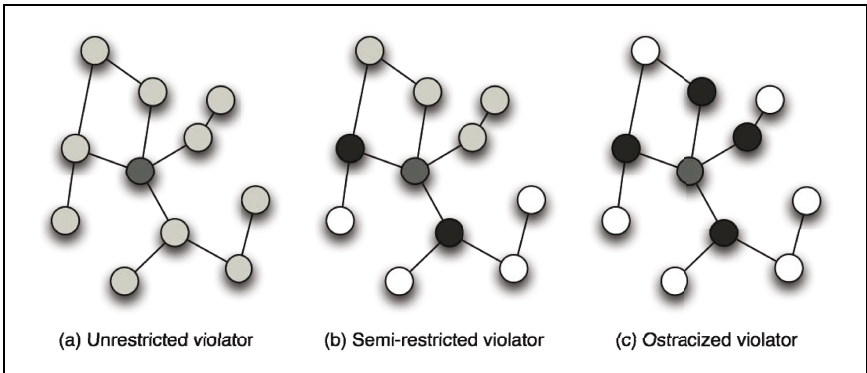 (a) Unrestricted violator
(b) Semi-restricted violator
(c) Ostracized violator